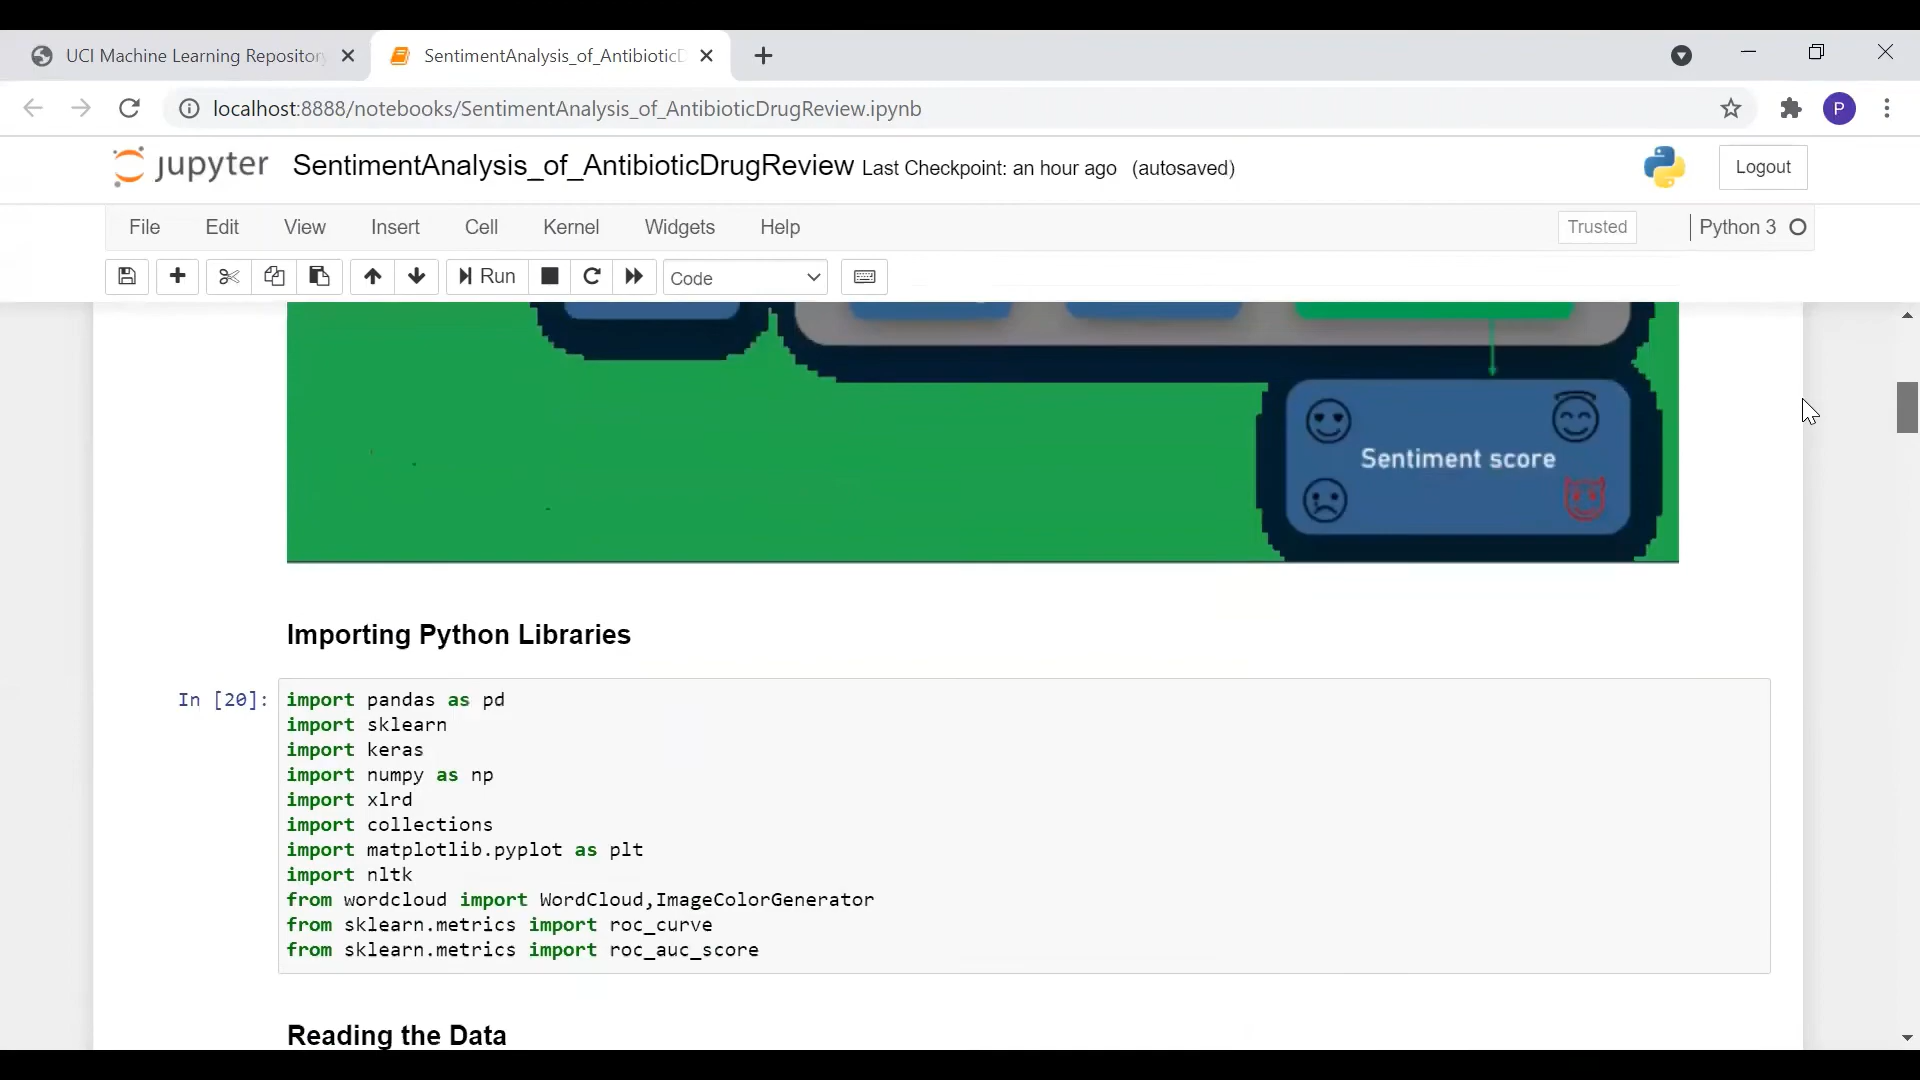 UCI Machine Learning Repository
SentimentAnalysis_of_AntibioticD
localhost:8888/notebooks/SentimentAnalysis_of_AntibioticDrugReview.ipynb
P
jupyter SentimentAnalysis_of_AntibioticDrugReview Last Checkpoint: an hour ago (autosaved)
Logout
File Edit View Insert Cell Kernel Widgets Help
Trusted
Python 3
Run
Code
Sentiment score
Importing Python Libraries
In [20]:
import pandas as pd
import sklearn
import keras
import numpy as np
import xlrd
import collections
import matplotlib.pyplot as plt
import nltk
from wordcloud import WordCloud,ImageColorGenerator
from sklearn.metrics import roc_curve
from sklearn.metrics import roc_auc_score
Reading the Data